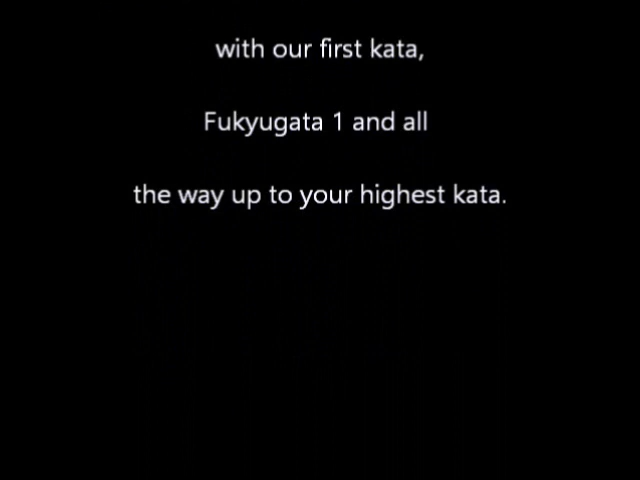 with our first kata,
Fukyugata 1 and all
the way up to your highest kata.